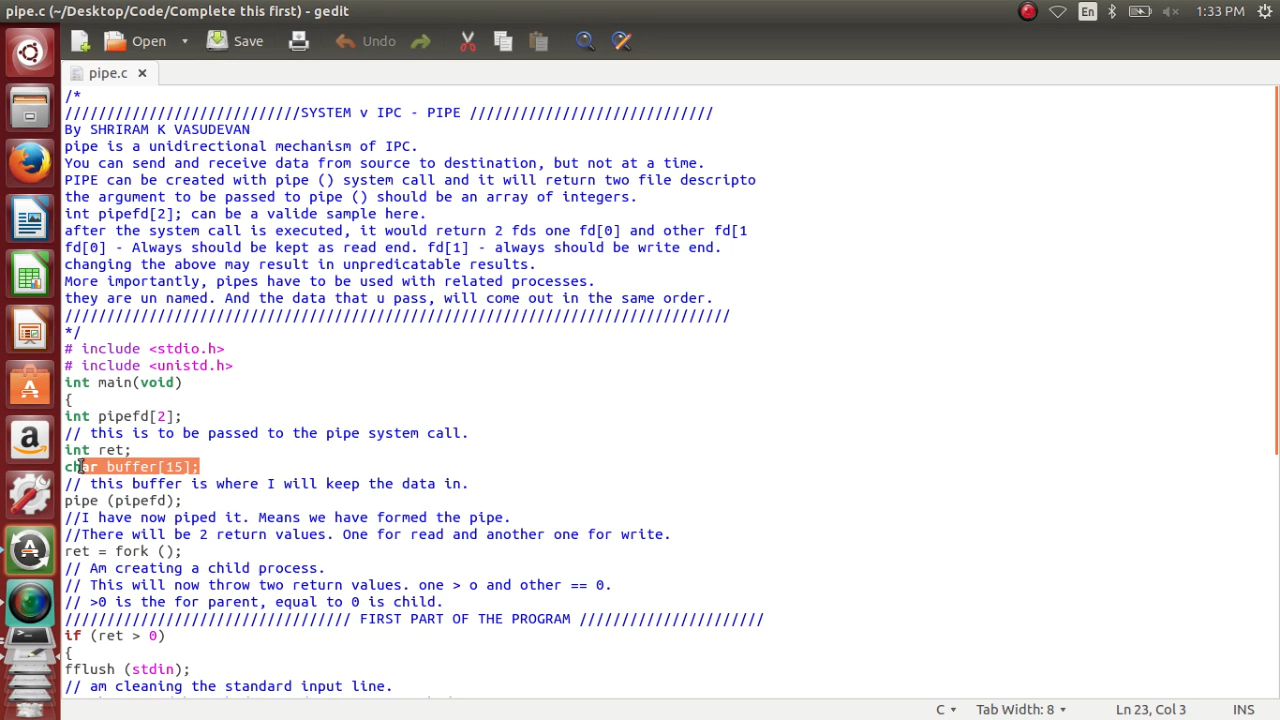 pipe.c (~/Desktop/Code/Complete this first) - gedit
En
1:33 PM
Open
Save
Undo
pipe.c
/*
////////////////////////////SYSTEM v IPC - PIPE /////////////////////////////
By SHRIRAM K VASUDEVAN
pipe is a unidirectional mechanism of IPC.
You can send and receive data from source to destination, but not at a time.
PIPE can be created with pipe () system call and it will return two file descripto
the argument to be passed to pipe () should be an array of integers.
int pipefd[2]; can be a valide sample here.
after the system call is executed, it would return 2 fds one fd[0] and other fd[1
fd[0] - Always should be kept as read end. fd[1] - always should be write end.
changing the above may result in unpredicatable results.
More importantly, pipes have to be used with related processes.
they are un named. And the data that u pass, will come out in the same order.
///////////////////////////////////////////////////////////////////////////////
*/
# include <stdio.h>
# include <unistd.h>
int main(void)
{
int pipefd[2];
// this is to be passed to the pipe system call.
int ret;
char buffer[15];
// this buffer is where I will keep the data in.
pipe (pipefd);
//I have now piped it. Means we have formed the pipe.
//There will be 2 return values. One for read and another one for write.
ret = fork ();
// Am creating a child process.
// This will now throw two return values. one > o and other == 0.
// >0 is the for parent, equal to 0 is child.
////////////////////////////////// FIRST PART OF THE PROGRAM //////////////////////
if (ret > 0)
{
fflush (stdin);
// am cleaning the standard input line.
C
Tab Width: 8
Ln 23, Col 3
INS